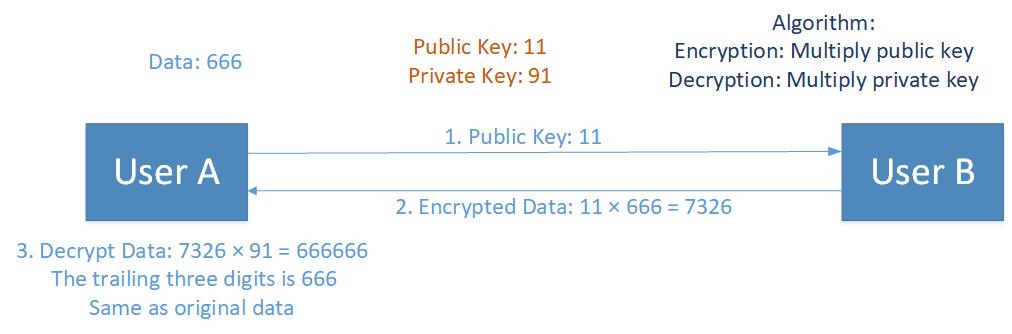 Data: 666
Public Key: 11
Private Key: 91
Algorithm:
Encryption: Multiply public key
Decryption: Multiply private key
User A
1. Public Key: 11
2. Encrypted Data: 11 × 666 = 7326
User B
3. Decrypt Data: 7326 × 91 = 666666
The trailing three digits is 666
Same as original data